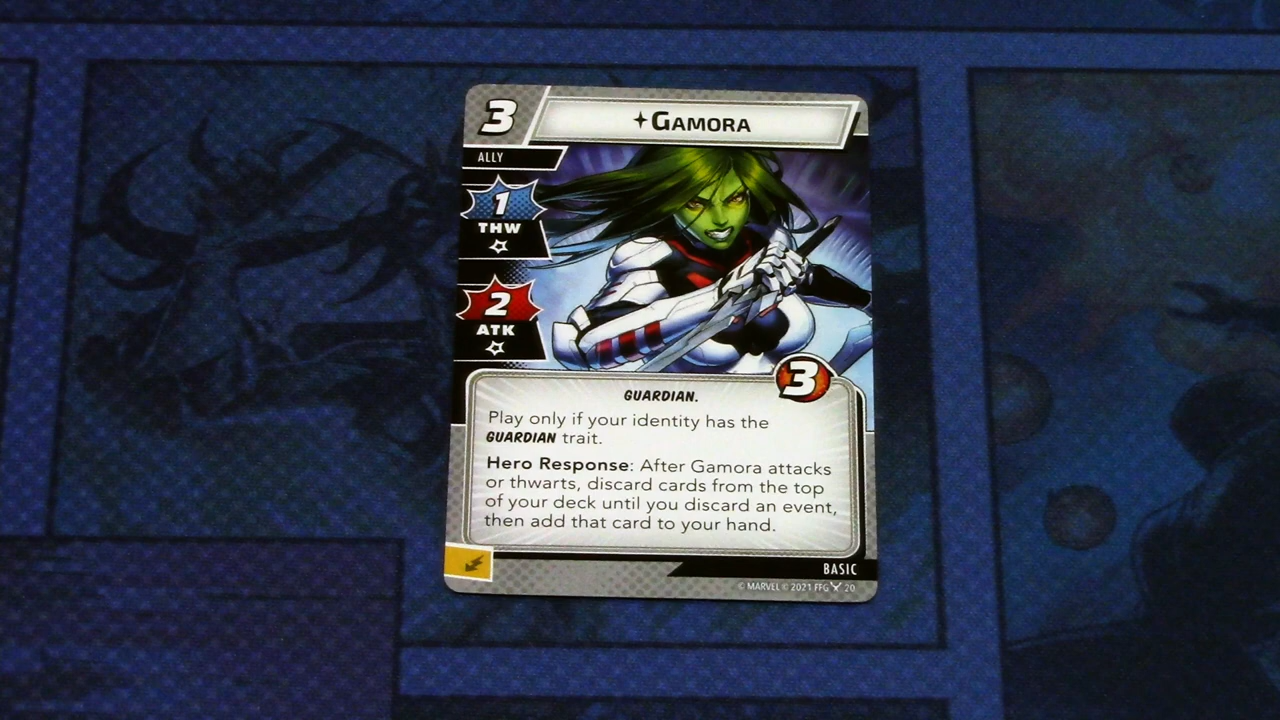 3
GAMORA
ALLY
1
THW
2
ATK
3
GUARDIAN.
Play only if your identity has the
GUARDIAN trait.
Hero Response: After Gamora attacks
or thwarts, discard cards from the top
of your deck until you discard an event,
then add that card to your hand.
BASIC
© MARVEL © 2021 FFG 20